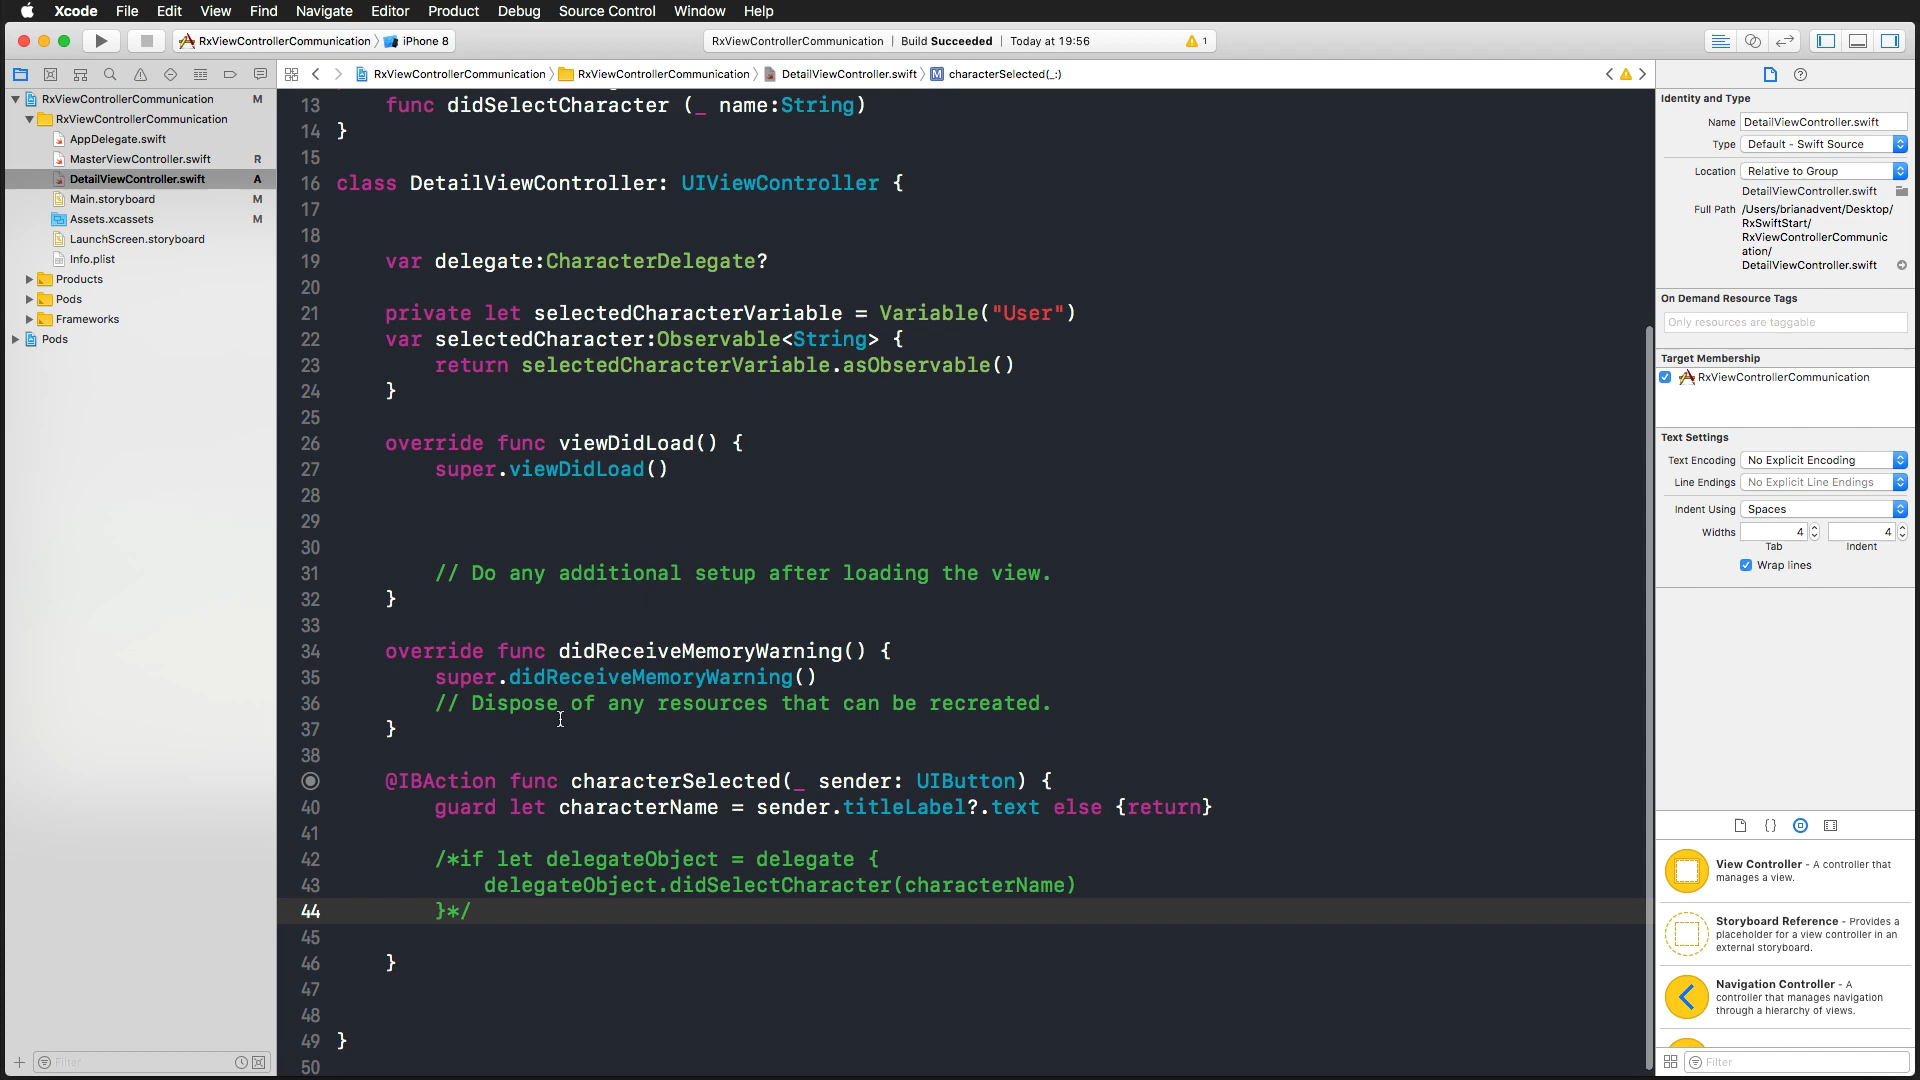 Xcode File Edit View Find Navigate Editor Product Debug Source Control Window Help
RxViewControllerCommunication iPhone 8
RxViewControllerCommunication | Build Succeeded | Today at 19:56
1
RxViewControllerCommunication RxViewControllerCommunication DetailViewController.swift M characterSelected(_:)
RxViewControllerCommunication M
RxViewControllerCommunication
AppDelegate.swift
MasterViewController.swift R
DetailViewController.swift A
Main.storyboard M
Assets.xcassets M
LaunchScreen.storyboard
Info.plist
Products
Pods
Frameworks
Pods
Filter
13 func didSelectCharacter (_ name:String)
14 }
15
16 class DetailViewController: UIViewController {
17
18
19 var delegate:CharacterDelegate?
20
21 private let selectedCharacterVariable = Variable("User")
22 var selectedCharacter:Observable<String> {
23 return selectedCharacterVariable.asObservable()
24 }
25
26 override func viewDidLoad() {
27 super.viewDidLoad()
28
29
30
31 // Do any additional setup after loading the view.
32 }
33
34 override func didReceiveMemoryWarning() {
35 super.didReceiveMemoryWarning()
36 // Dispose of any resources that can be recreated.
37 }
38
@IBAction func characterSelected(_ sender: UIButton) {
40 guard let characterName = sender.titleLabel?.text else {return}
41
42 /*if let delegateObject = delegate {
43 delegateObject.didSelectCharacter(characterName)
44 }*/
45
46 }
47
48
49 }
50
Identity and Type
Name DetailViewController.swift
Type Default - Swift Source
Location Relative to Group
DetailViewController.swift
Full Path /Users/brianadvent/Desktop/
RxSwiftStart/
RxViewControllerCommunic
ation/
DetailViewController.swift
On Demand Resource Tags
Only resources are taggable
Target Membership
RxViewControllerCommunication
Text Settings
Text Encoding No Explicit Encoding
Line Endings No Explicit Line Endings
Indent Using Spaces
Widths 4 4
Tab Indent
Wrap lines
View Controller - A controller that
manages a view.
Storyboard Reference - Provides a
placeholder for a view controller in an
external storyboard.
Navigation Controller - A
controller that manages navigation
through a hierarchy of views.
Filter